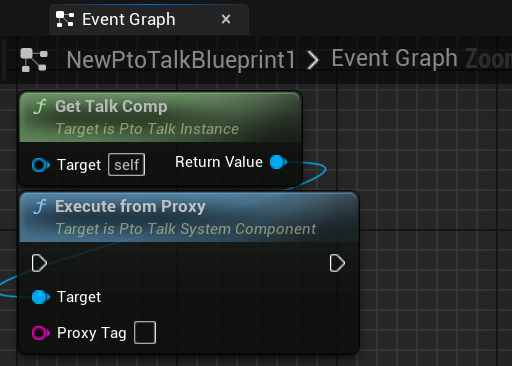 Event Graph
NewPtoTalkBlueprint1 > Event Graph Zoom
Get Talk Comp
Target is Pto Talk Instance
Target self Return Value
Execute from Proxy
Target is Pto Talk System Component
Target
Proxy Tag